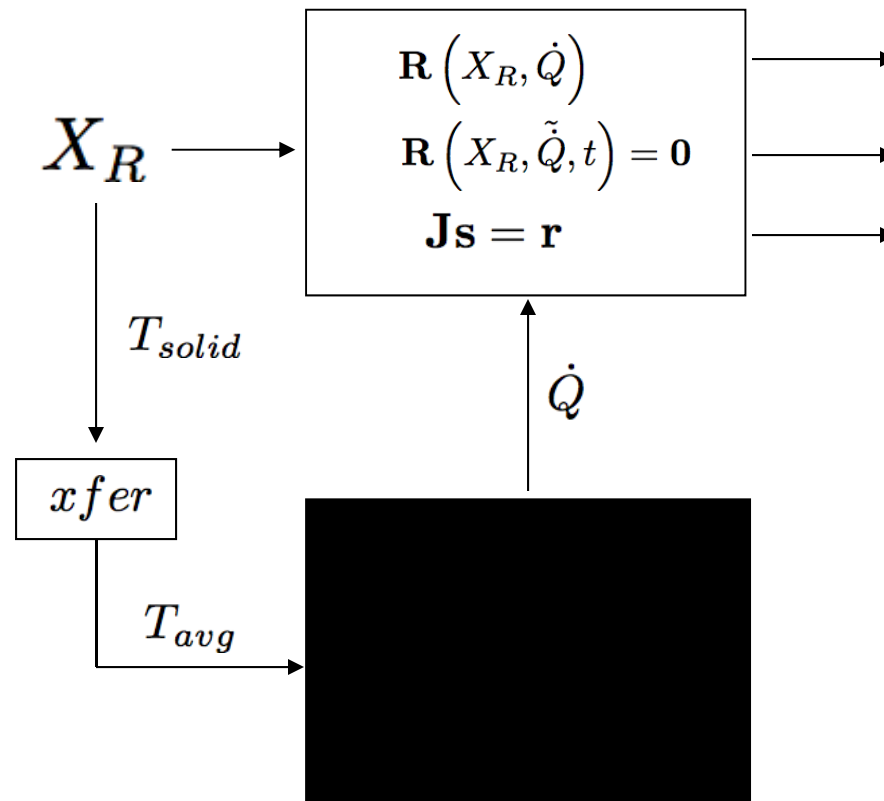 R(X_R, Q̇)
X_R
R(X_R, Q̇̃, t) = 0
Js = r
T_solid
Q̇
xfer
T_avg